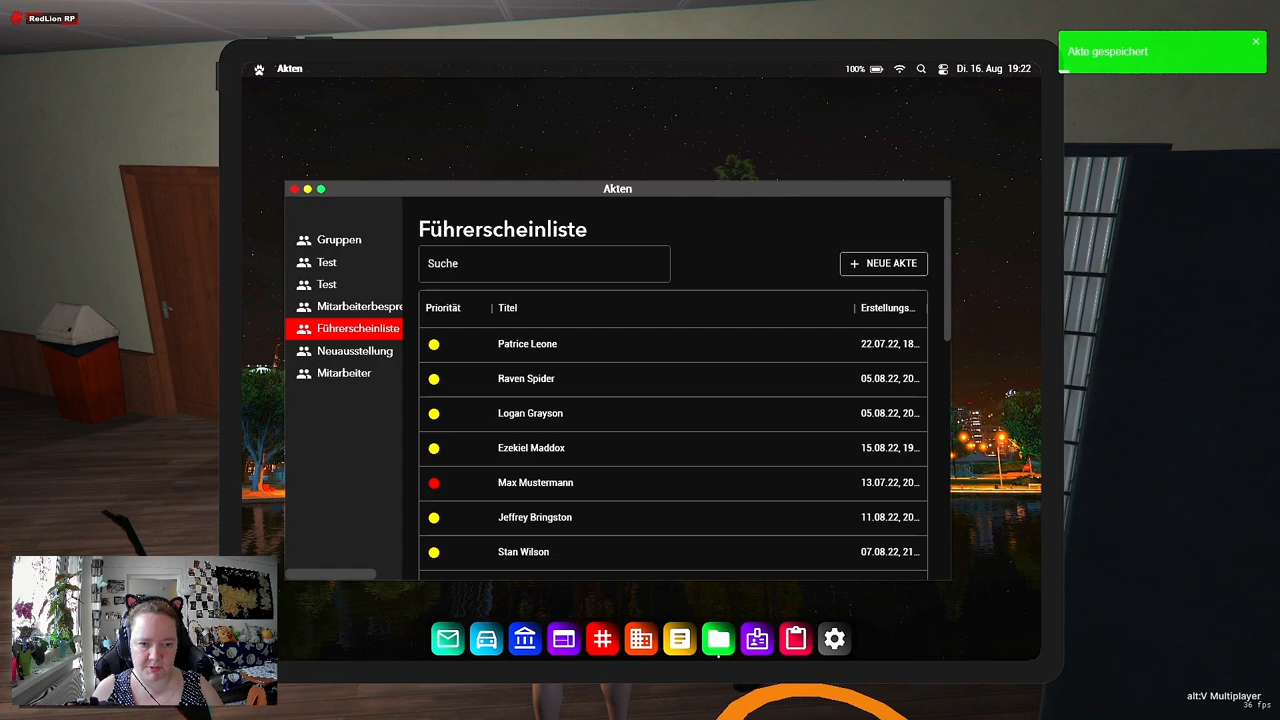 RedLion RP
Akte gespeichert
Akten
100%
Di. 16. Aug 19:22
Akten
Gruppen
Test
Test
Mitarbeiterbespre
Führerscheinliste
Neuausstellung
Mitarbeiter
Führerscheinliste
Suche
+ NEUE AKTE
Priorität Titel Erstellungs...
Patrice Leone 22.07.22, 18...
Raven Spider 05.08.22, 20...
Logan Grayson 05.08.22, 20...
Ezekiel Maddox 15.08.22, 19...
Max Mustermann 13.07.22, 20...
Jeffrey Bringston 11.08.22, 20...
Stan Wilson 07.08.22, 21...
alt:V Multiplayer
36 fps